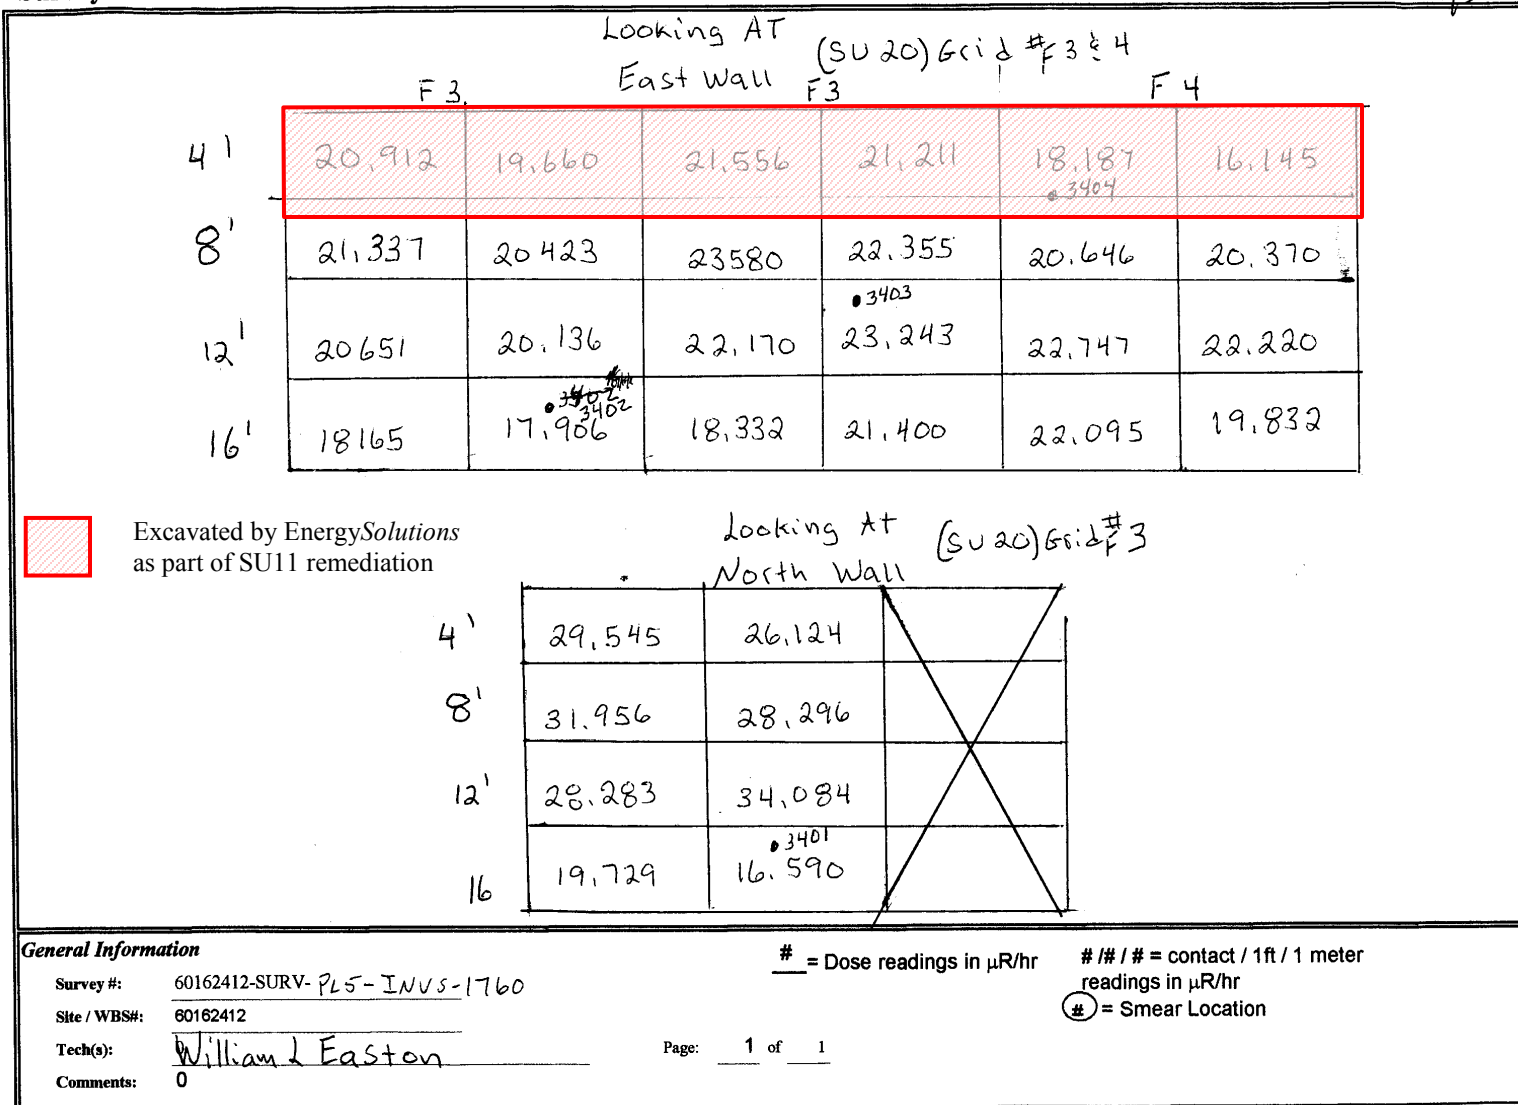 Looking AT (SU 20) Grid # F 3 & 4
East Wall
F 3. F3 F 4
4' 20,912 19,660 21,556 21,211 18,187 16,145
3404
8' 21,337 20 423 23580 22,355 20,646 20,370
3403
12' 20651 20,136 22,170 23,243 22,747 22,220
3402
16' 18165 17,906 18,332 21,400 22,095 19,832
Excavated by EnergySolutions
as part of SU11 remediation
Looking At (SU 20) Grid # F 3
North Wall
4' 29,545 26,124
8' 31,956 28,296
12' 28,283 34,084
3401
16 19,729 16,590
General Information
# = Dose readings in µR/hr
# /# / # = contact / 1ft / 1 meter
readings in µR/hr
# = Smear Location
Survey #: 60162412-SURV- PL5-INVS-1760
Site / WBS#: 60162412
Tech(s): William L Easton
Page: 1 of 1
Comments: 0